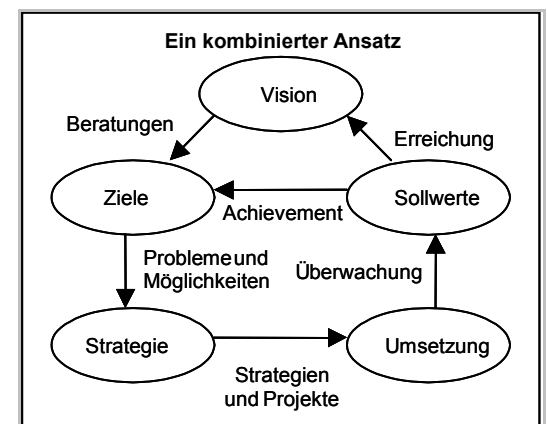 Ein kombinierter Ansatz
Vision
Beratungen
Erreichung
Ziele
Sollwerte
Achievement
Probleme und
Möglichkeiten
Überwachung
Strategie
Umsetzung
Strategien
und Projekte